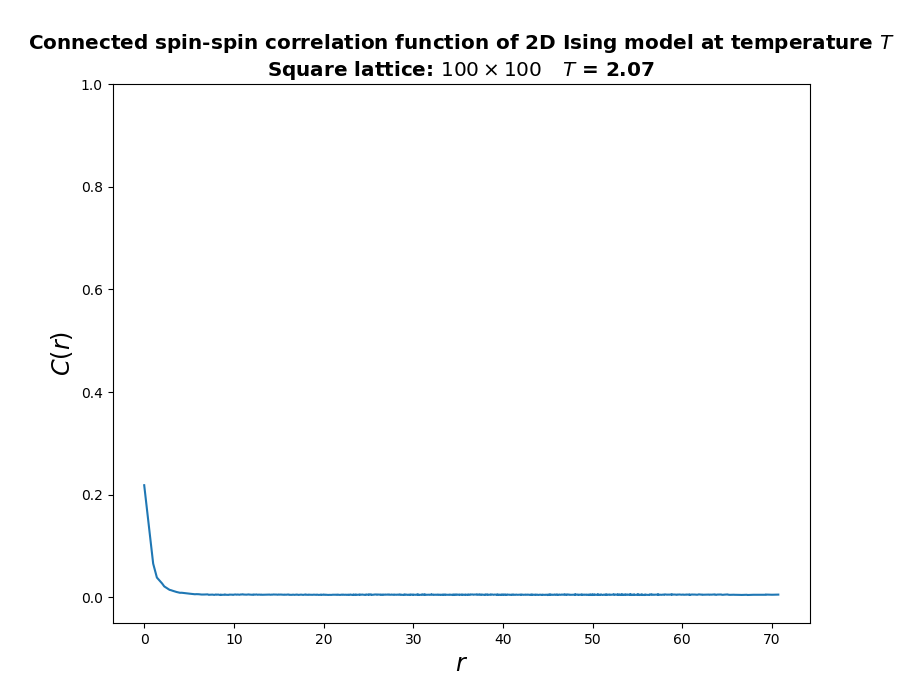 Connected spin-spin correlation function of 2D Ising model at temperature T
Square lattice: 100 × 100 T = 2.07
1.0
0.8
0.6
0.4
0.2
0.0
C(r)
0 10 20 30 40 50 60 70
r